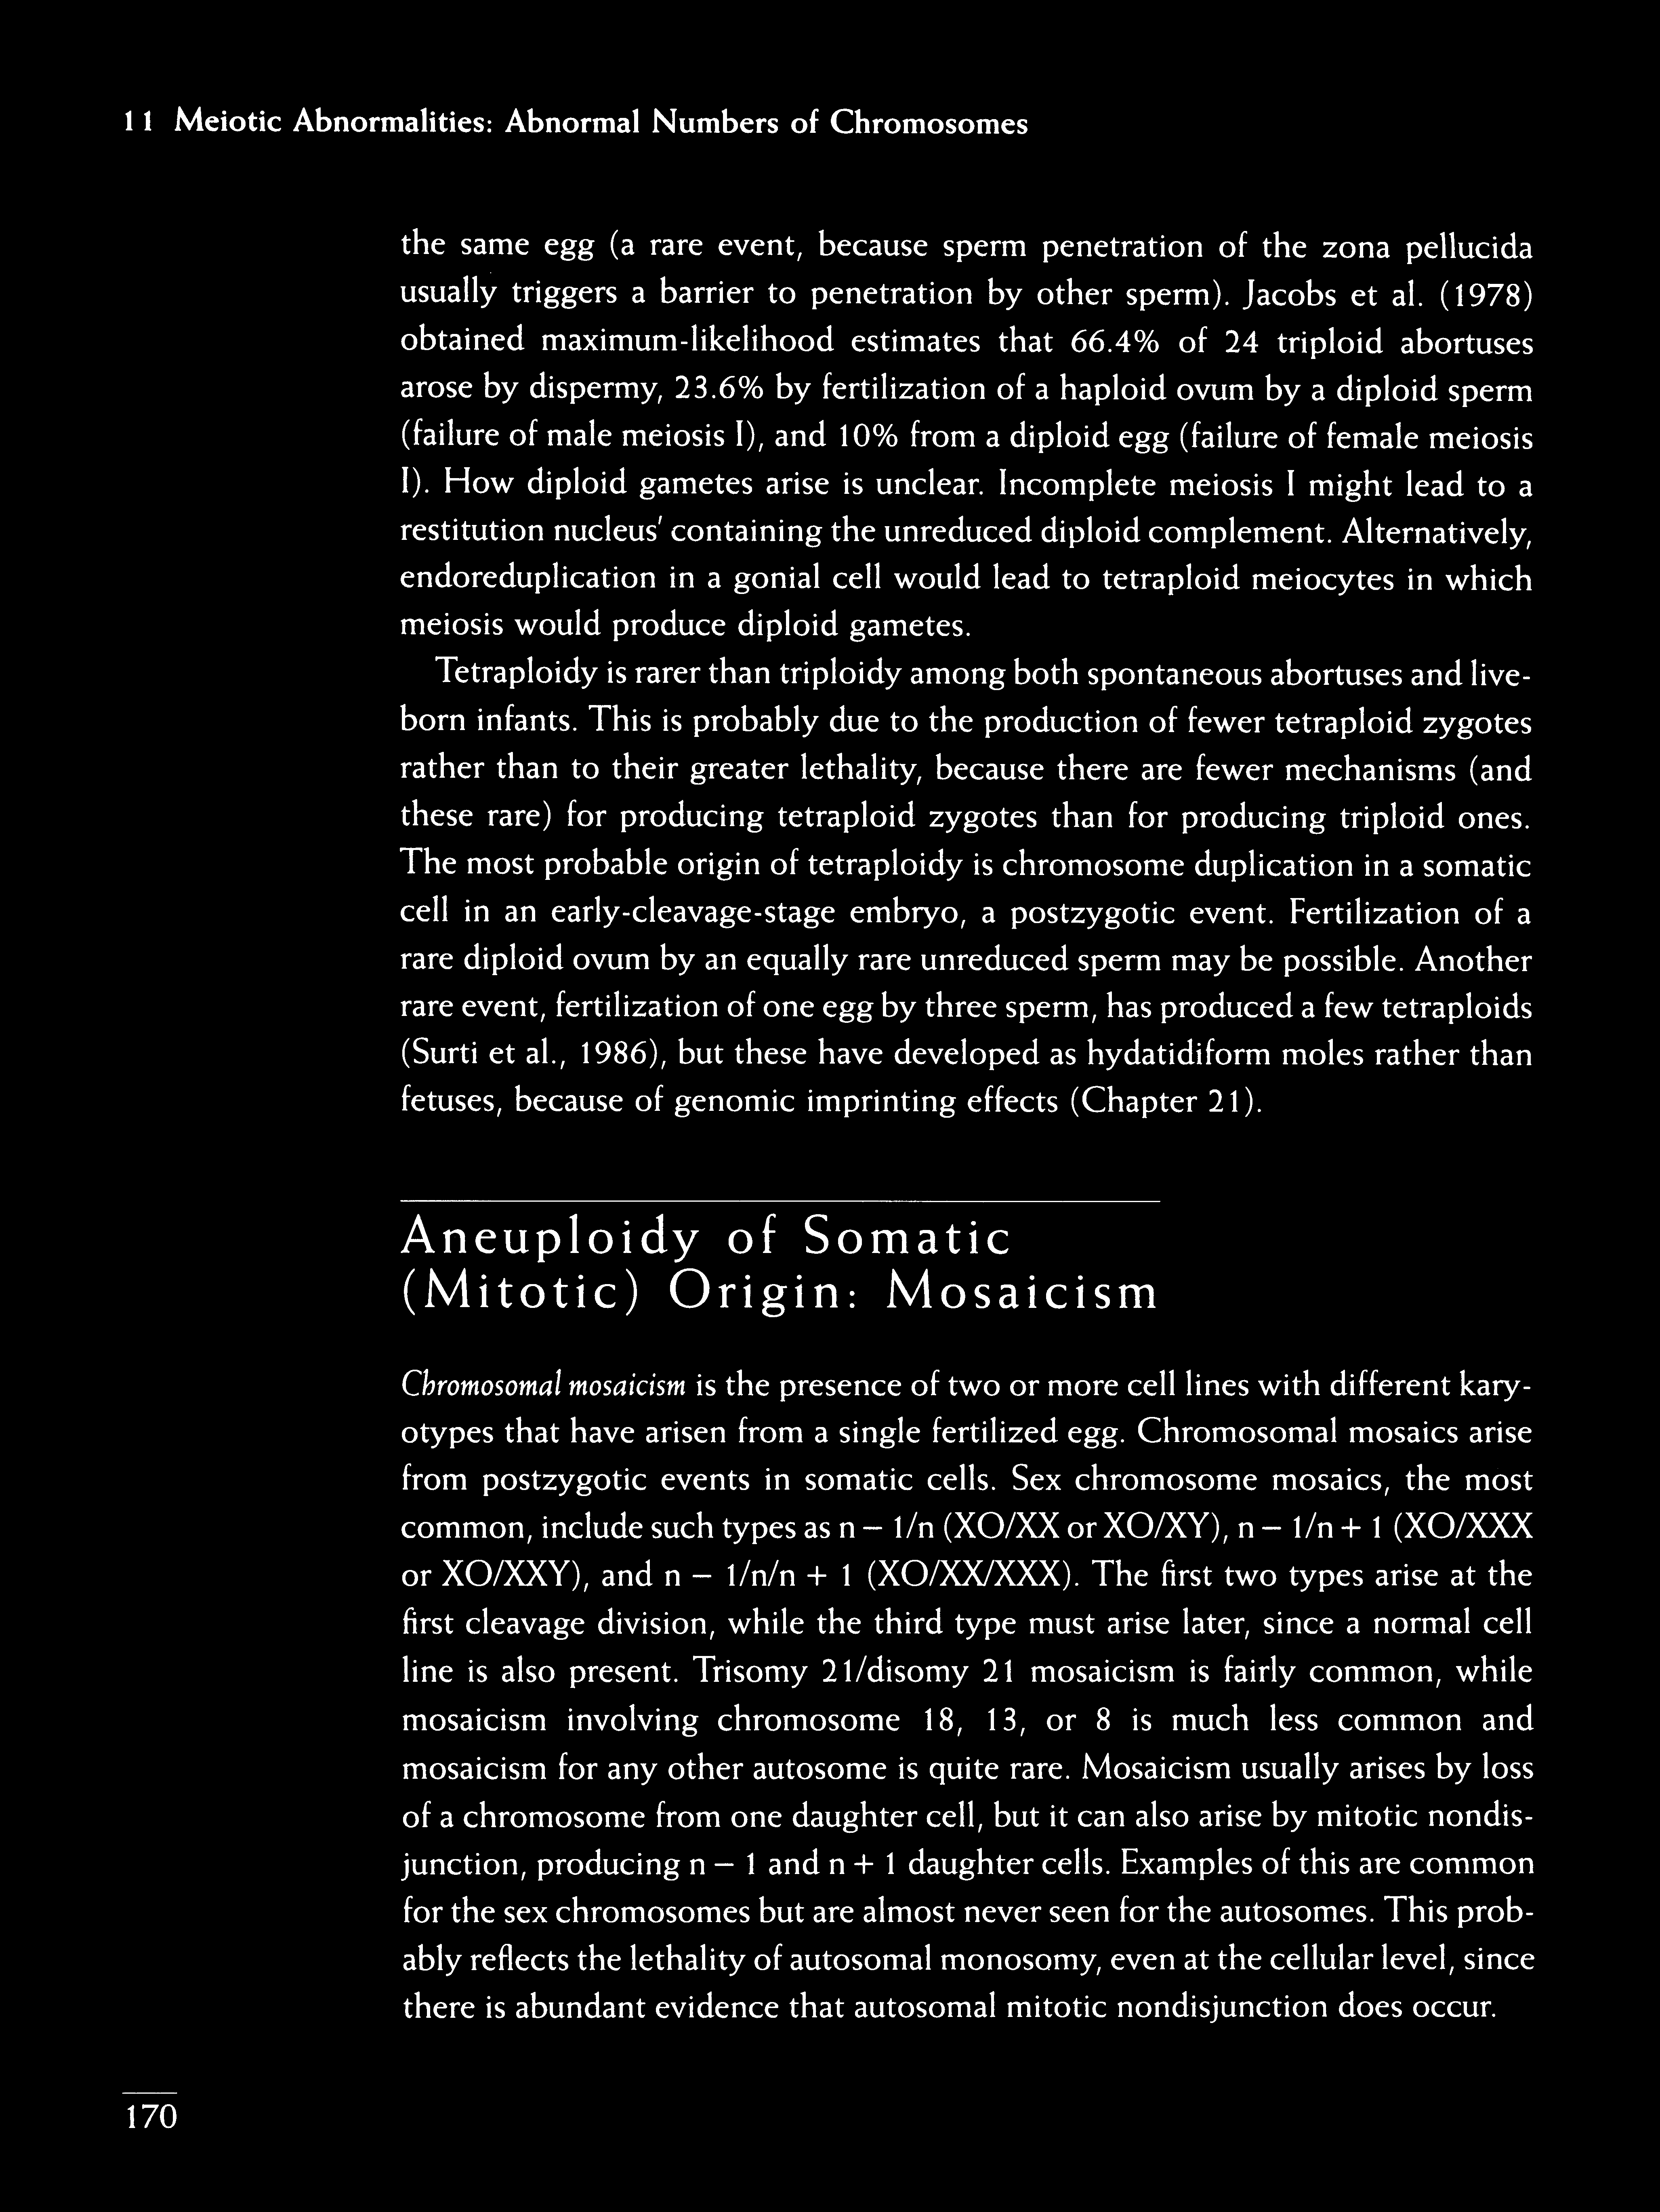 11 Meiotic Abnormalities: Abnormal Numbers of Chromosomes
the same egg (a rare event, because sperm penetration of the zona pellucida
usually triggers a barrier to penetration by other sperm). Jacobs et al. (1978)
obtained maximum-likelihood estimates that 66.4% of 24 triploid abortuses
arose by dispermy, 23.6% by fertilization of a haploid ovum by a diploid sperm
(failure of male meiosis I), and 10% from a diploid egg (failure of female meiosis
I). How diploid gametes arise is unclear. Incomplete meiosis I might lead to a
restitution nucleus' containing the unreduced diploid complement. Alternatively,
endoreduplication in a gonial cell would lead to tetraploid meiocytes in which
meiosis would produce diploid gametes.
Tetraploidy is rarer than triploidy among both spontaneous abortuses and live-
born infants. This is probably due to the production of fewer tetraploid zygotes
rather than to their greater lethality, because there are fewer mechanisms (and
these rare) for producing tetraploid zygotes than for producing triploid ones.
The most probable origin of tetraploidy is chromosome duplication in a somatic
cell in an early-cleavage-stage embryo, a postzygotic event. Fertilization of a
rare diploid ovum by an equally rare unreduced sperm may be possible. Another
rare event, fertilization of one egg by three sperm, has produced a few tetraploids
(Surti et al., 1986), but these have developed as hydatidiform moles rather than
fetuses, because of genomic imprinting effects (Chapter 21).
Aneuploidy of Somatic
(Mitotic) Origin: Mosaicism
Chromosomal mosaicism is the presence of two or more cell lines with different kary-
otypes that have arisen from a single fertilized egg. Chromosomal mosaics arise
from postzygotic events in somatic cells. Sex chromosome mosaics, the most
common, include such types as n – 1/n (XO/XX or XO/XY), n – 1/n + 1 (XO/XXX
or XO/XXY), and n – 1/n/n + 1 (XO/XX/XXX). The first two types arise at the
first cleavage division, while the third type must arise later, since a normal cell
line is also present. Trisomy 21/disomy 21 mosaicism is fairly common, while
mosaicism involving chromosome 18, 13, or 8 is much less common and
mosaicism for any other autosome is quite rare. Mosaicism usually arises by loss
of a chromosome from one daughter cell, but it can also arise by mitotic nondis-
junction, producing n – 1 and n + 1 daughter cells. Examples of this are common
for the sex chromosomes but are almost never seen for the autosomes. This prob-
ably reflects the lethality of autosomal monosomy, even at the cellular level, since
there is abundant evidence that autosomal mitotic nondisjunction does occur.
170